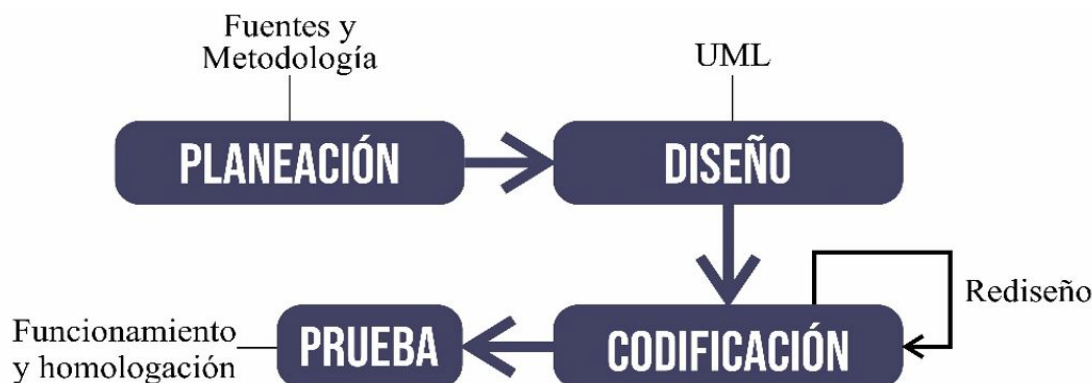 Fuentes y
Metodología
UML
PLANEACIÓN
DISEÑO
Rediseño
Funcionamiento
y homologación
PRUEBA
CODIFICACIÓN